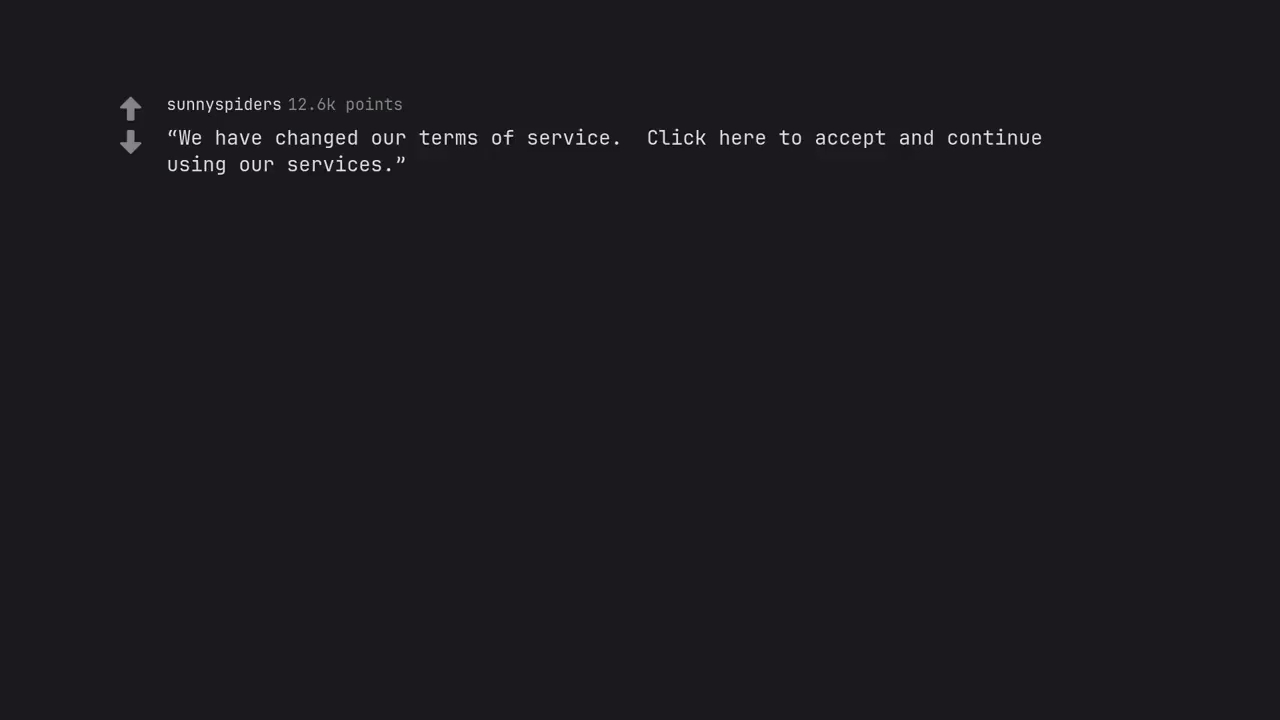 sunnyspiders 12.6k points
“We have changed our terms of service.  Click here to accept and continue
using our services.”